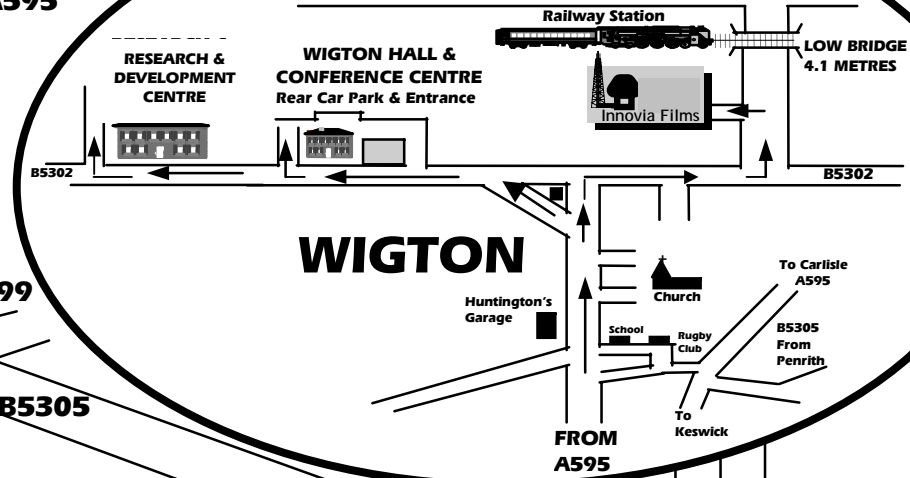 A595
Railway Station
LOW BRIDGE
4.1 METRES
RESEARCH &
DEVELOPMENT
CENTRE
WIGTON HALL &
CONFERENCE CENTRE
Rear Car Park & Entrance
Innovia Films
B5302
B5302
WIGTON
To Carlisle
A595
99
Huntington's
Garage
Church
School
Rugby
Club
B5305
From
Penrith
B5305
To
Keswick
FROM
A595